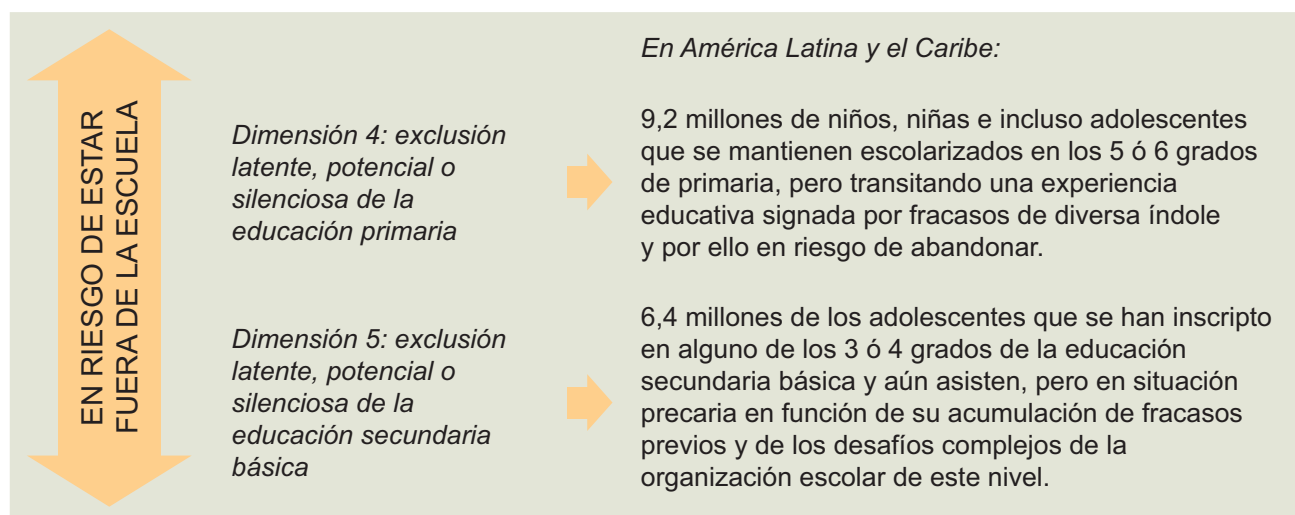 EN RIESGO DE ESTAR
FUERA DE LA ESCUELA
En América Latina y el Caribe:
Dimensión 4: exclusión
latente, potencial o
silenciosa de la
educación primaria
9,2 millones de niños, niñas e incluso adolescentes
que se mantienen escolarizados en los 5 ó 6 grados
de primaria, pero transitando una experiencia
educativa signada por fracasos de diversa índole
y por ello en riesgo de abandonar.
Dimensión 5: exclusión
latente, potencial o
silenciosa de la
educación secundaria
básica
6,4 millones de los adolescentes que se han inscripto
en alguno de los 3 ó 4 grados de la educación
secundaria básica y aún asisten, pero en situación
precaria en función de su acumulación de fracasos
previos y de los desafíos complejos de la
organización escolar de este nivel.